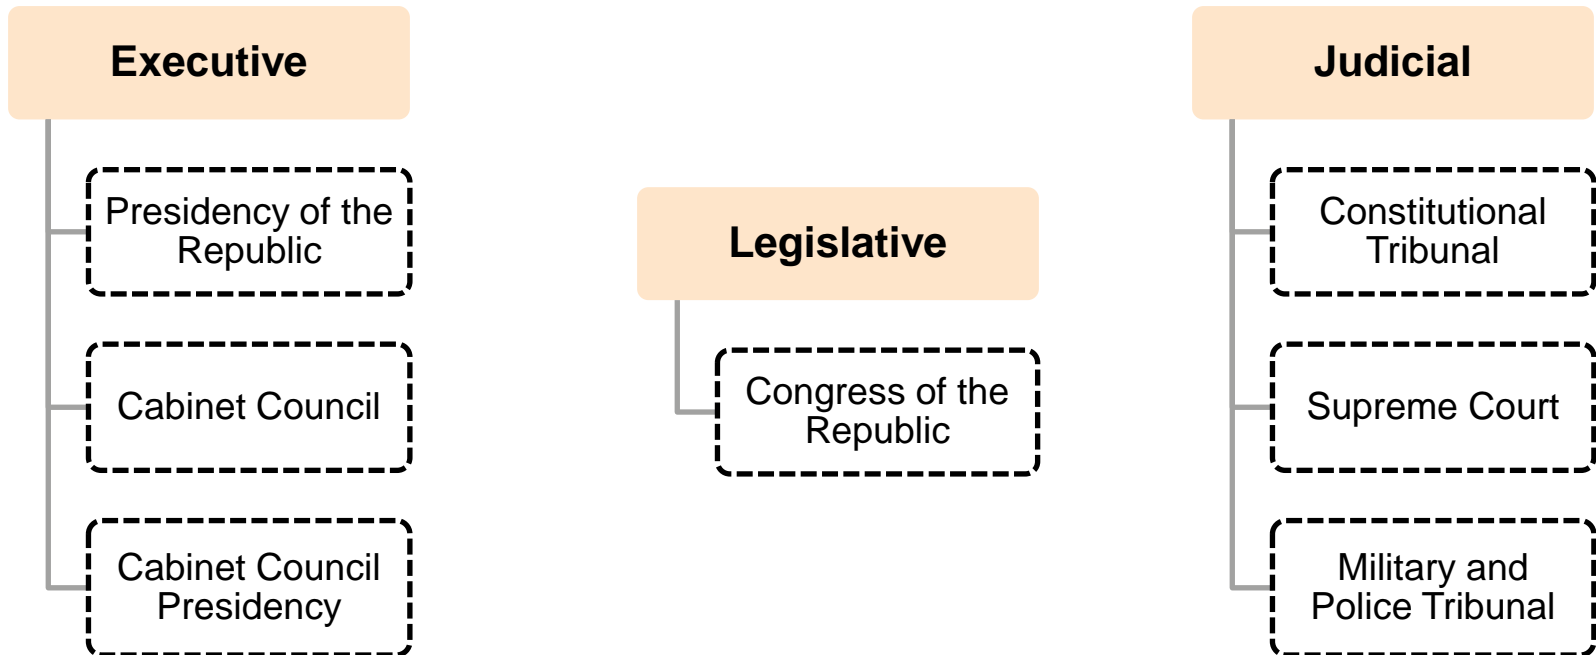 Executive
Presidency of the
Republic
Cabinet Council
Cabinet Council
Presidency
Legislative
Congress of the
Republic
Judicial
Constitutional
Tribunal
Supreme Court
Military and
Police Tribunal